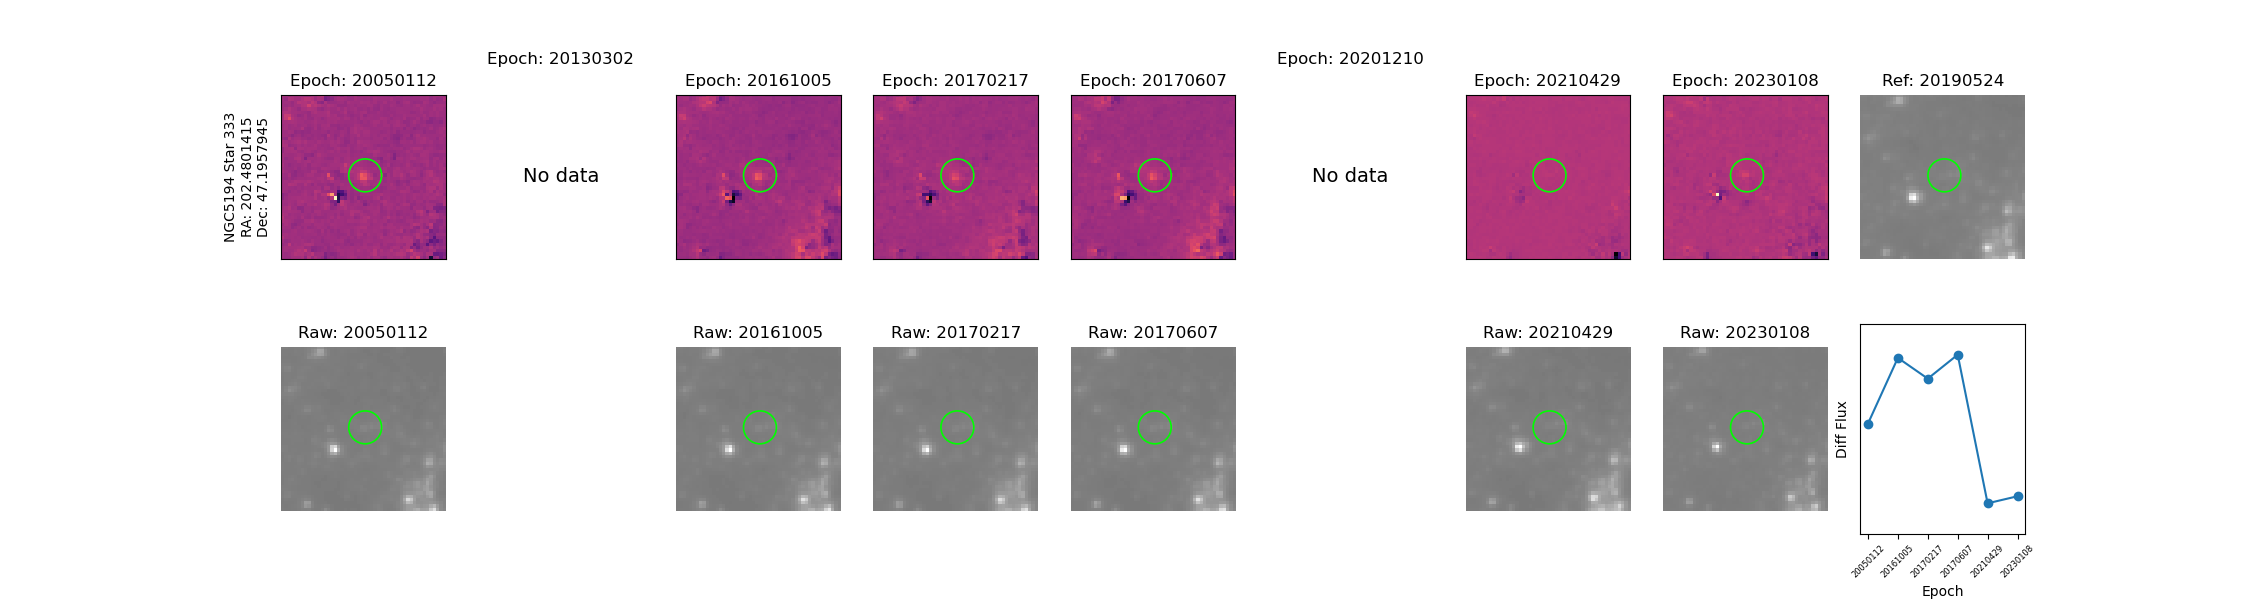 Epoch: 20130302
Epoch: 20201210
Epoch: 20050112
Epoch: 20161005
Epoch: 20170217
Epoch: 20170607
Epoch: 20210429
Epoch: 20230108
Ref: 20190524
NGC5194 Star 333
RA: 202.4801415
Dec: 47.1957945
No data
No data
Raw: 20050112
Raw: 20161005
Raw: 20170217
Raw: 20170607
Raw: 20210429
Raw: 20230108
Diff Flux
20050112
20161005
20170217
20170607
20210429
20230108
Epoch